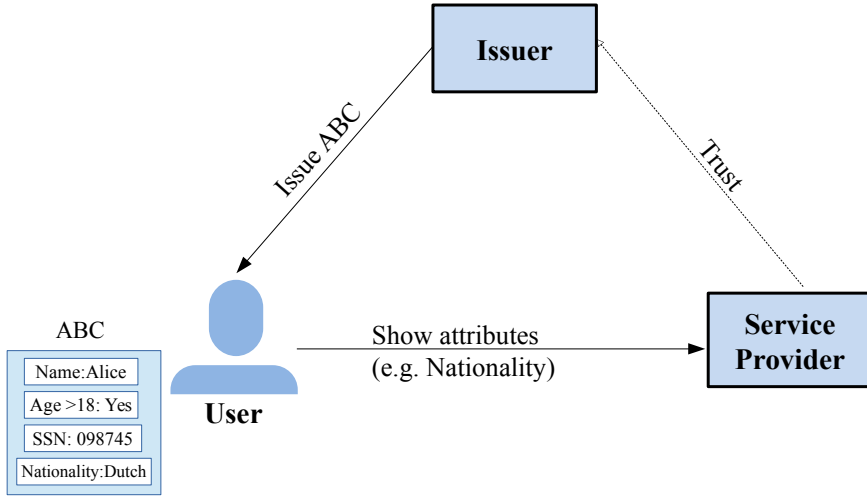 Issuer
Issue ABC
Trust
ABC
Name:Alice
Age >18: Yes
SSN: 098745
Nationality:Dutch
User
Show attributes
(e.g. Nationality)
Service
Provider